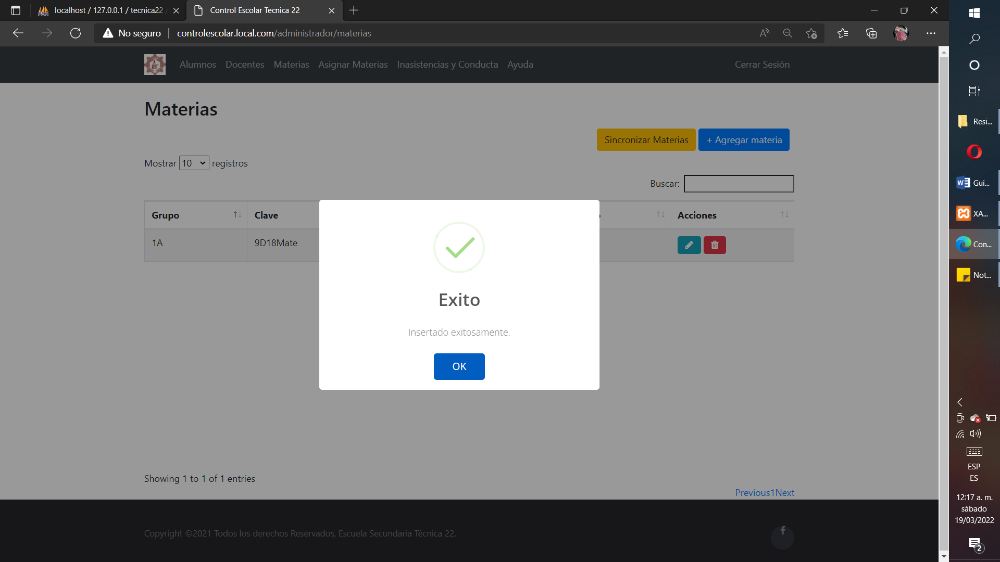 localhost / 127.0.0.1 / tecnica22
Control Escolar Tecnica 22
No seguro
controlescolar.local.com/administrador/materias
Alumnos Docentes Materias Asignar Materias Inasistencias y Conducta Ayuda Cerrar Sesión
Materias
Sincronizar Materias + Agregar materia
Mostrar 10 registros
Buscar:
Grupo Clave Acciones
1A 9D18Mate
Exito
Insertado exitosamente.
OK
Showing 1 to 1 of 1 entries
Previous1Next
Copyright ©2021 Todos los derechos Reservados, Escuela Secundaria Técnica 22.
Resi...
Gui...
XA...
Con...
Not...
ESP
ES
12:17 a. m.
sábado
19/03/2022
2